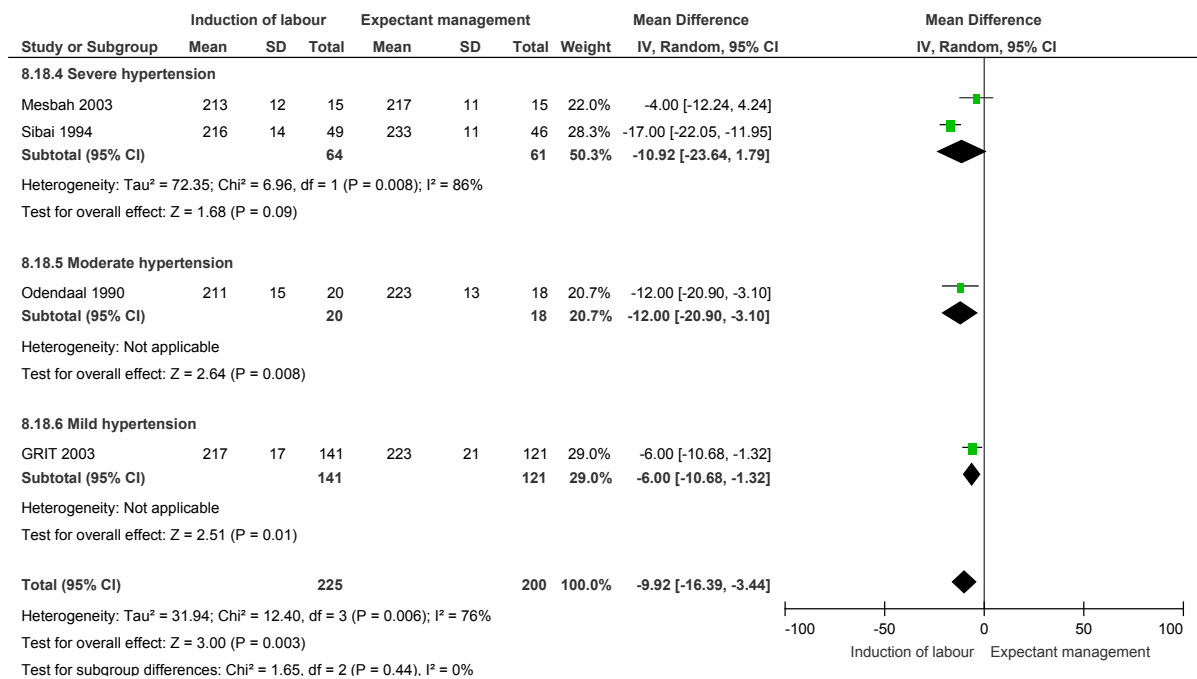 Induction of labour Expectant management Mean Difference Mean Difference
Study or Subgroup Mean SD Total Mean SD Total Weight IV, Random, 95% CI IV, Random, 95% CI
8.18.4 Severe hypertension
Mesbah 2003 213 12 15 217 11 15 22.0% -4.00 [-12.24, 4.24]
Sibai 1994 216 14 49 233 11 46 28.3% -17.00 [-22.05, -11.95]
Subtotal (95% CI) 64 61 50.3% -10.92 [-23.64, 1.79]
Heterogeneity: Tau² = 72.35; Chi² = 6.96, df = 1 (P = 0.008); I² = 86%
Test for overall effect: Z = 1.68 (P = 0.09)
8.18.5 Moderate hypertension
Odendaal 1990 211 15 20 223 13 18 20.7% -12.00 [-20.90, -3.10]
Subtotal (95% CI) 20 18 20.7% -12.00 [-20.90, -3.10]
Heterogeneity: Not applicable
Test for overall effect: Z = 2.64 (P = 0.008)
8.18.6 Mild hypertension
GRIT 2003 217 17 141 223 21 121 29.0% -6.00 [-10.68, -1.32]
Subtotal (95% CI) 141 121 29.0% -6.00 [-10.68, -1.32]
Heterogeneity: Not applicable
Test for overall effect: Z = 2.51 (P = 0.01)
Total (95% CI) 225 200 100.0% -9.92 [-16.39, -3.44]
Heterogeneity: Tau² = 31.94; Chi² = 12.40, df = 3 (P = 0.006); I² = 76%
Test for overall effect: Z = 3.00 (P = 0.003)
Test for subgroup differences: Chi² = 1.65, df = 2 (P = 0.44), I² = 0%
-100 -50 0 50 100
Induction of labour Expectant management